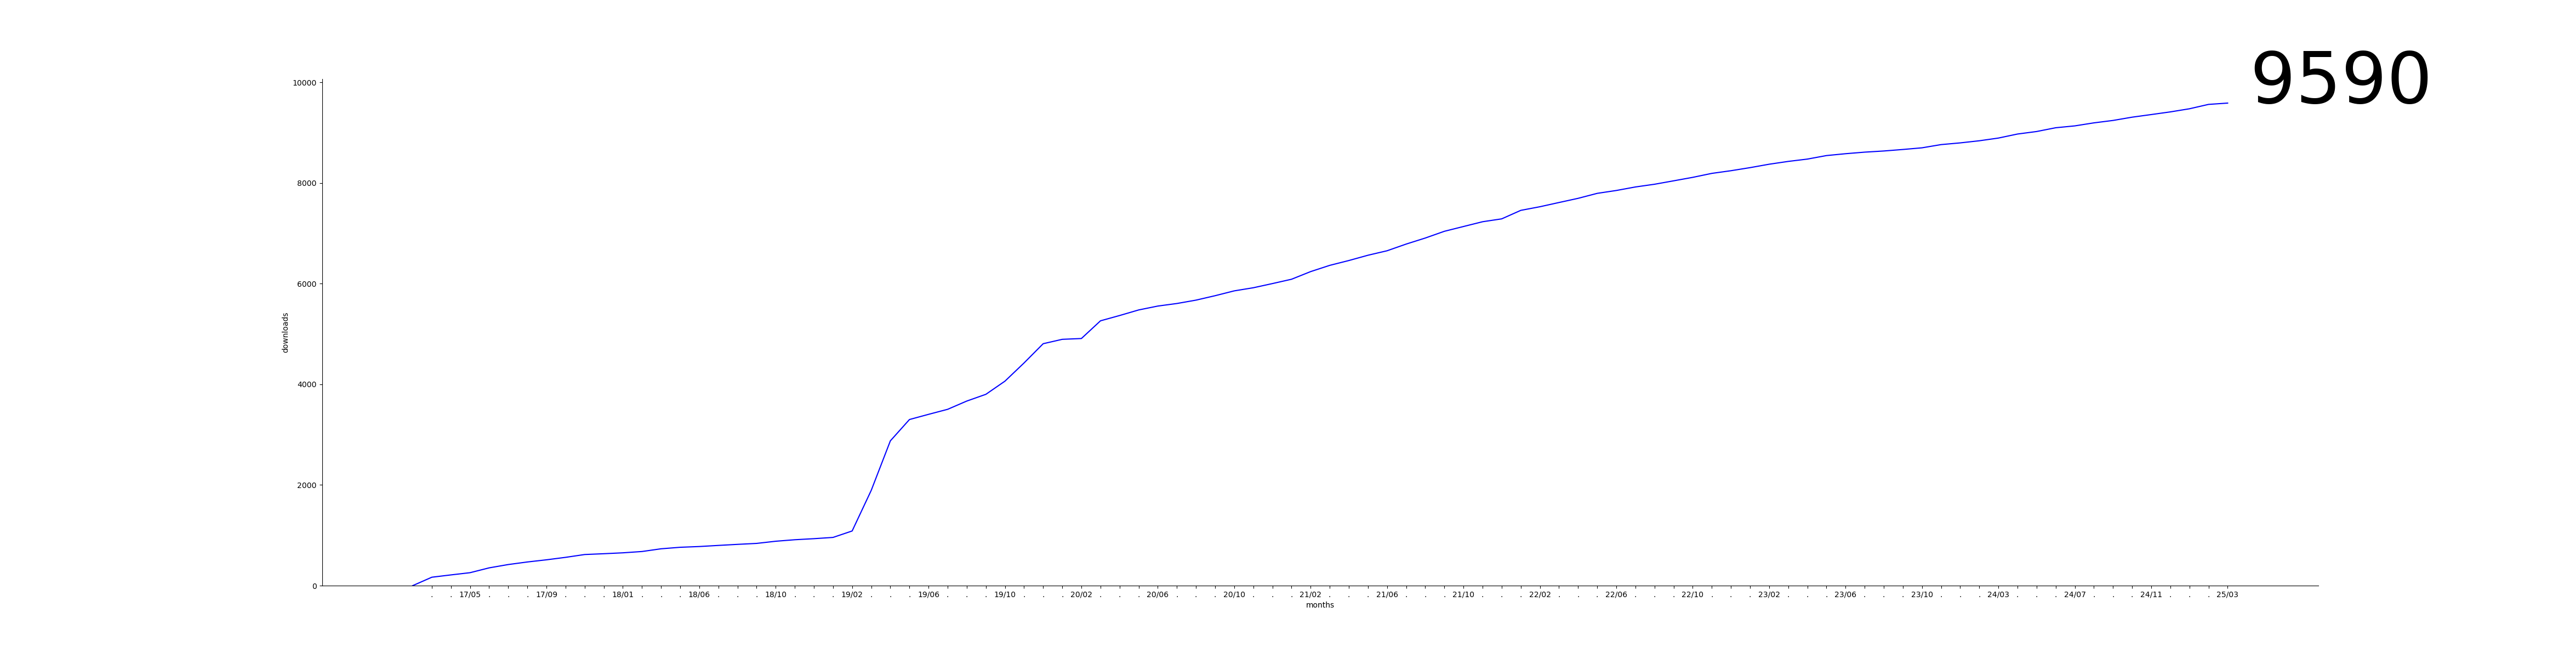 9590
10000
8000
6000
4000
2000
0
downloads
. . 17/05 . . . 17/09 . . . 18/01 . . . 18/06 . . . 18/10 . . . 19/02 . . . 19/06 . . . 19/10 . . . 20/02 . . . 20/06 . . . 20/10 . . . 21/02 . . . 21/06 . . . 21/10 . . . 22/02 . . . 22/06 . . . 22/10 . . . 23/02 . . . 23/06 . . . 23/10 . . . 24/03 . . . 24/07 . . . 24/11 . . . 25/03
months